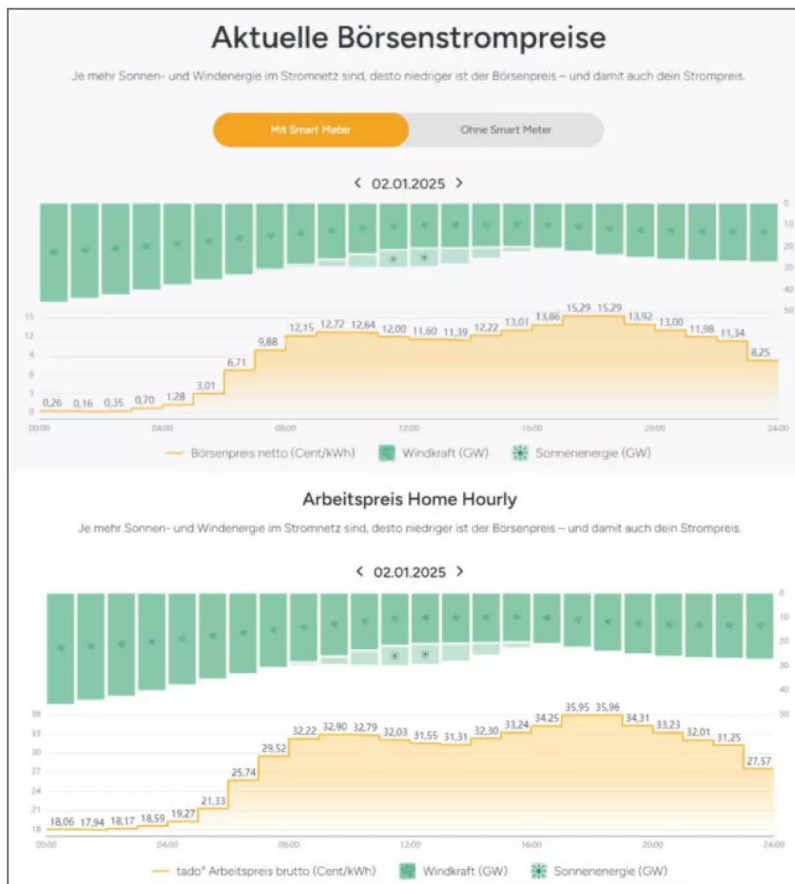 Aktuelle Börsenstrompreise
Je mehr Sonnen- und Windenergie im Stromnetz sind, desto niedriger ist der Börsenpreis – und damit auch dein Strompreis.
Mit Smart Meter Ohne Smart Meter
< 02.01.2025 >
0
10
20
30
40
50
15
12
9
6
3
0
0,26 0,16 0,35 0,70 1,28 3,01 6,71 9,88 12,15 12,72 12,64 12,00 11,60 11,39 12,22 13,01 13,86 15,29 15,29 13,92 13,00 11,98 11,34 8,25
00:00 04:00 08:00 12:00 16:00 20:00 24:00
Börsenpreis netto (Cent/kWh) Windkraft (GW) Sonnenenergie (GW)
Arbeitspreis Home Hourly
Je mehr Sonnen- und Windenergie im Stromnetz sind, desto niedriger ist der Börsenpreis – und damit auch dein Strompreis.
< 02.01.2025 >
0
10
20
30
40
50
36
33
30
27
24
21
18
18,06 17,94 18,17 18,59 19,27 21,33 25,74 29,52 32,22 32,90 32,79 32,03 31,55 31,31 32,30 33,24 34,25 35,95 35,96 34,31 33,23 32,01 31,25 27,57
00:00 04:00 08:00 12:00 16:00 20:00 24:00
tado° Arbeitspreis brutto (Cent/kWh) Windkraft (GW) Sonnenenergie (GW)